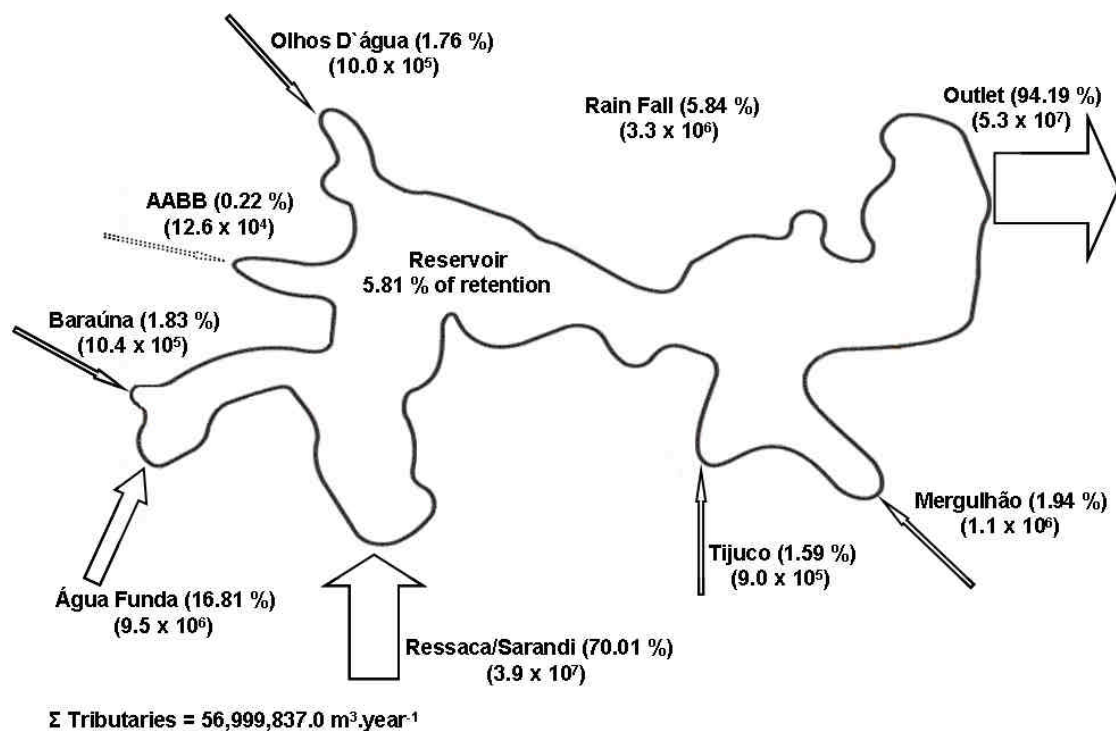 Olhos D`água (1.76 %)
(10.0 x 10⁵)
Rain Fall (5.84 %)
(3.3 x 10⁶)
Outlet (94.19 %)
(5.3 x 10⁷)
AABB (0.22 %)
(12.6 x 10⁴)
Reservoir
5.81 % of retention
Baraúna (1.83 %)
(10.4 x 10⁵)
Mergulhão (1.94 %)
(1.1 x 10⁶)
Tijuco (1.59 %)
(9.0 x 10⁵)
Água Funda (16.81 %)
(9.5 x 10⁶)
Ressaca/Sarandi (70.01 %)
(3.9 x 10⁷)
Σ Tributaries = 56,999,837.0 m³.year⁻¹